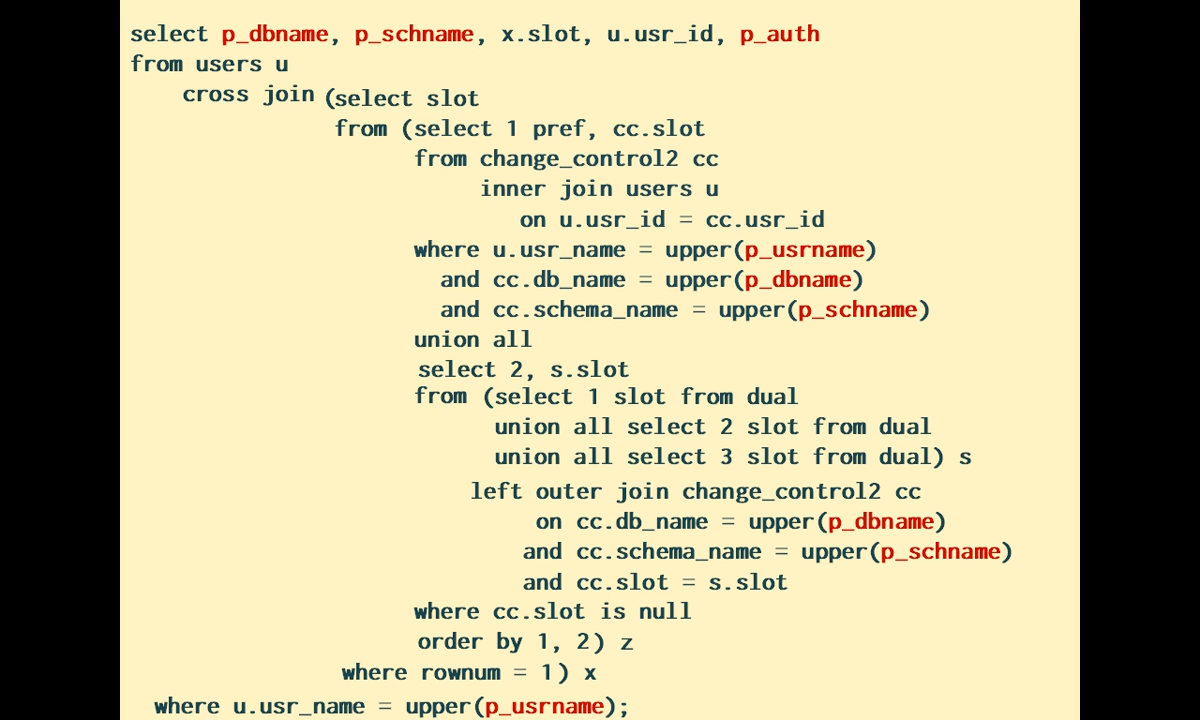 select p_dbname, p_schname, x.slot, u.usr_id, p_auth
from users u
cross join (select slot
from (select 1 pref, cc.slot
from change_control2 cc
inner join users u
on u.usr_id = cc.usr_id
where u.usr_name = upper(p_usrname)
and cc.db_name = upper(p_dbname)
and cc.schema_name = upper(p_schname)
union all
select 2, s.slot
from (select 1 slot from dual
union all select 2 slot from dual
union all select 3 slot from dual) s
left outer join change_control2 cc
on cc.db_name = upper(p_dbname)
and cc.schema_name = upper(p_schname)
and cc.slot = s.slot
where cc.slot is null
order by 1, 2) z
where rownum = 1) x
where u.usr_name = upper(p_usrname);